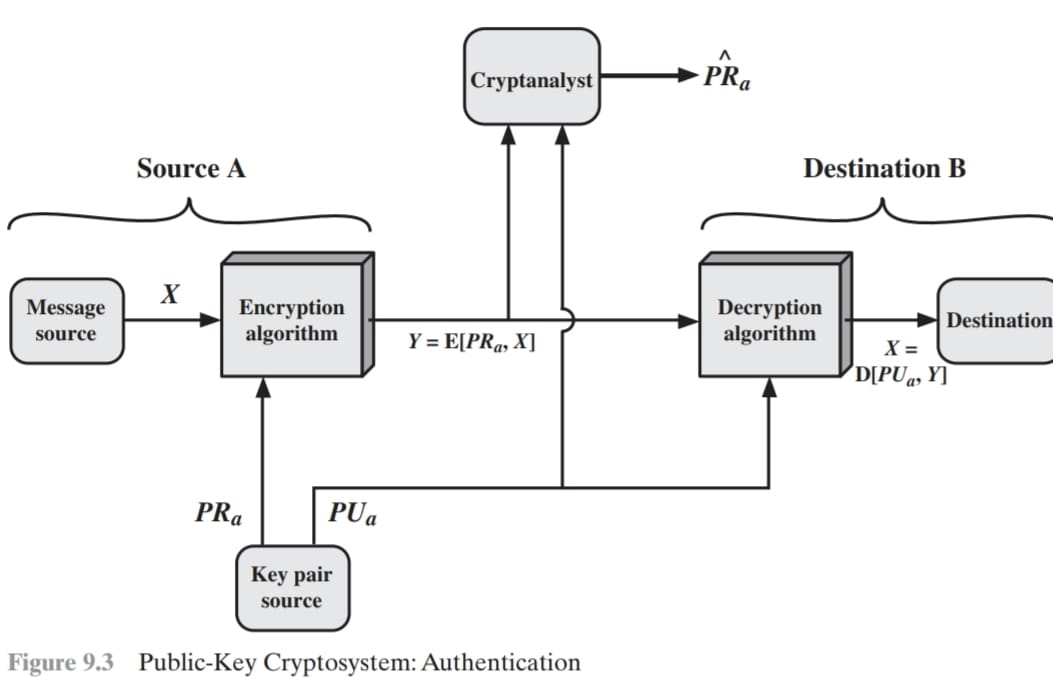 Cryptanalyst
P̂Rₐ
Source A
Destination B
Message
source
X
Encryption
algorithm
Y = E[PRₐ, X]
Decryption
algorithm
X =
D[PUₐ, Y]
Destination
PRₐ
PUₐ
Key pair
source
Figure 9.3 Public-Key Cryptosystem: Authentication